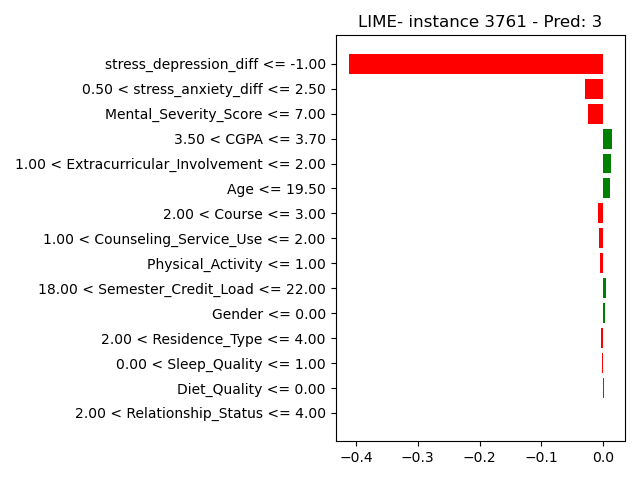 LIME- instance 3761 - Pred: 3
stress_depression_diff <= -1.00
0.50 < stress_anxiety_diff <= 2.50
Mental_Severity_Score <= 7.00
3.50 < CGPA <= 3.70
1.00 < Extracurricular_Involvement <= 2.00
Age <= 19.50
2.00 < Course <= 3.00
1.00 < Counseling_Service_Use <= 2.00
Physical_Activity <= 1.00
18.00 < Semester_Credit_Load <= 22.00
Gender <= 0.00
2.00 < Residence_Type <= 4.00
0.00 < Sleep_Quality <= 1.00
Diet_Quality <= 0.00
2.00 < Relationship_Status <= 4.00
−0.4 −0.3 −0.2 −0.1 0.0